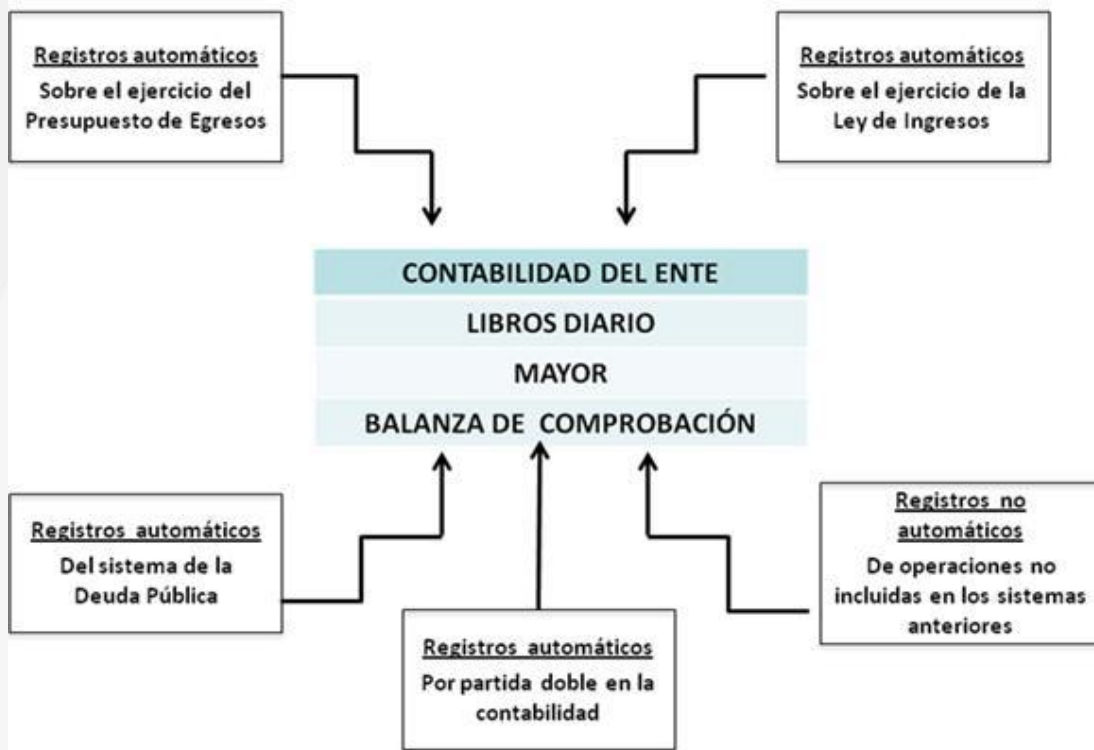 Registros automáticos
Sobre el ejercicio del
Presupuesto de Egresos
Registros automáticos
Sobre el ejercicio de la
Ley de Ingresos
CONTABILIDAD DEL ENTE
LIBROS DIARIO
MAYOR
BALANZA DE COMPROBACIÓN
Registros automáticos
Del sistema de la
Deuda Pública
Registros automáticos
Por partida doble en la
contabilidad
Registros no
automáticos
De operaciones no
incluidas en los sistemas
anteriores